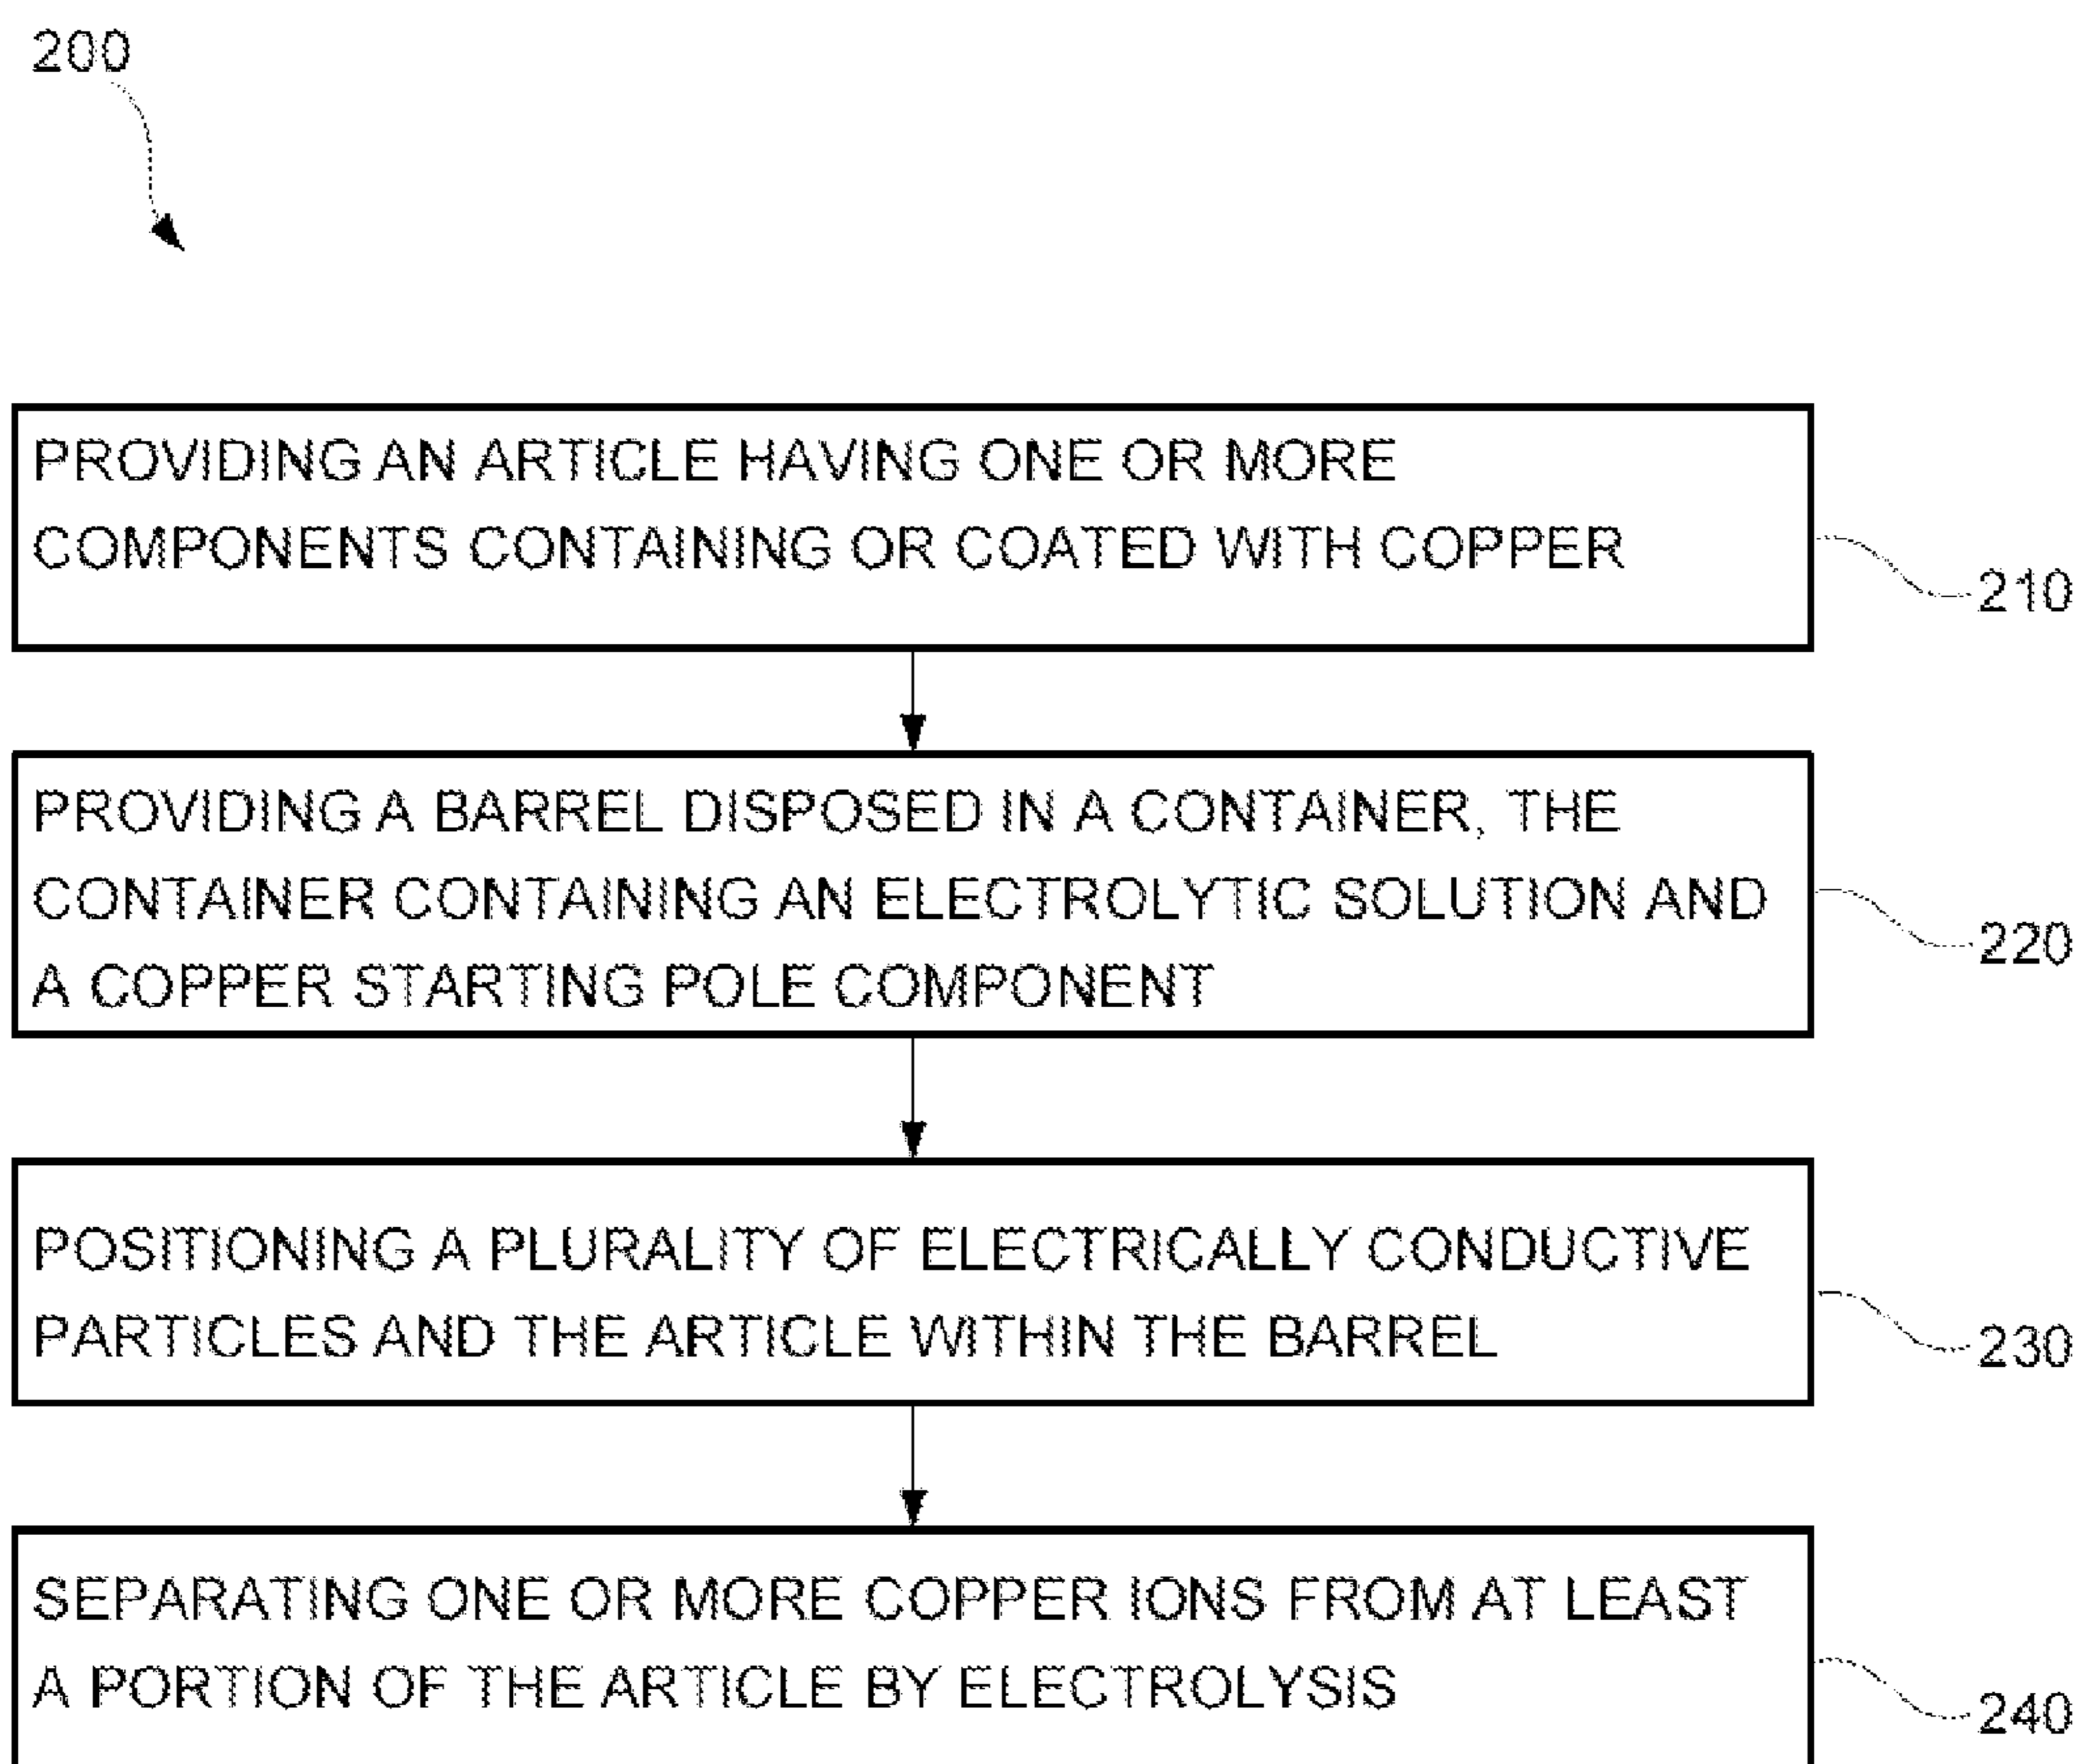 200
PROVIDING AN ARTICLE HAVING ONE OR MORE
COMPONENTS CONTAINING OR COATED WITH COPPER
210
PROVIDING A BARREL DISPOSED IN A CONTAINER, THE
CONTAINER CONTAINING AN ELECTROLYTIC SOLUTION AND
A COPPER STARTING POLE COMPONENT
220
POSITIONING A PLURALITY OF ELECTRICALLY CONDUCTIVE
PARTICLES AND THE ARTICLE WITHIN THE BARREL
230
SEPARATING ONE OR MORE COPPER IONS FROM AT LEAST
A PORTION OF THE ARTICLE BY ELECTROLYSIS
240